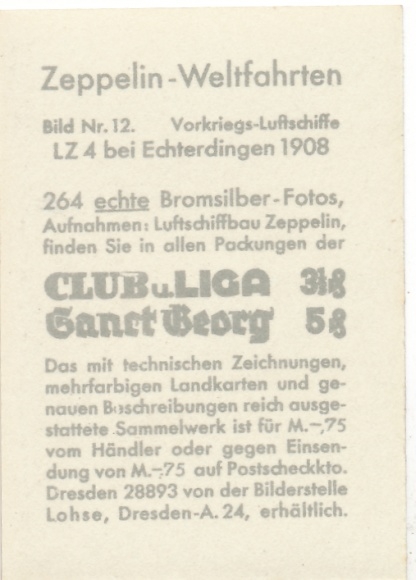 Zeppelin-Weltfahrten
Bild Nr. 12. Vorkriegs-Luftschiffe
LZ 4 bei Echterdingen 1908
264 echte Bromsilber-Fotos,
Aufnahmen: Luftschiffbau Zeppelin,
finden Sie in allen Packungen der
CLUB u. LIGA 3⅓₰
Sanct Georg 5₰
Das mit technischen Zeichnungen,
mehrfarbigen Landkarten und ge-
nauen Beschreibungen reich ausge-
stattete Sammelwerk ist für M.–,75
vom Händler oder gegen Einsen-
dung von M.–,75 auf Postscheckkto.
Dresden 28893 von der Bilderstelle
Lohse, Dresden-A. 24, erhältlich.